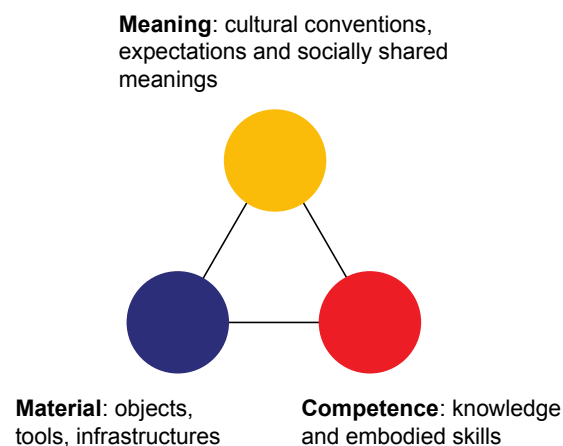 Meaning: cultural conventions,
expectations and socially shared
meanings
Material: objects,
tools, infrastructures
Competence: knowledge
and embodied skills